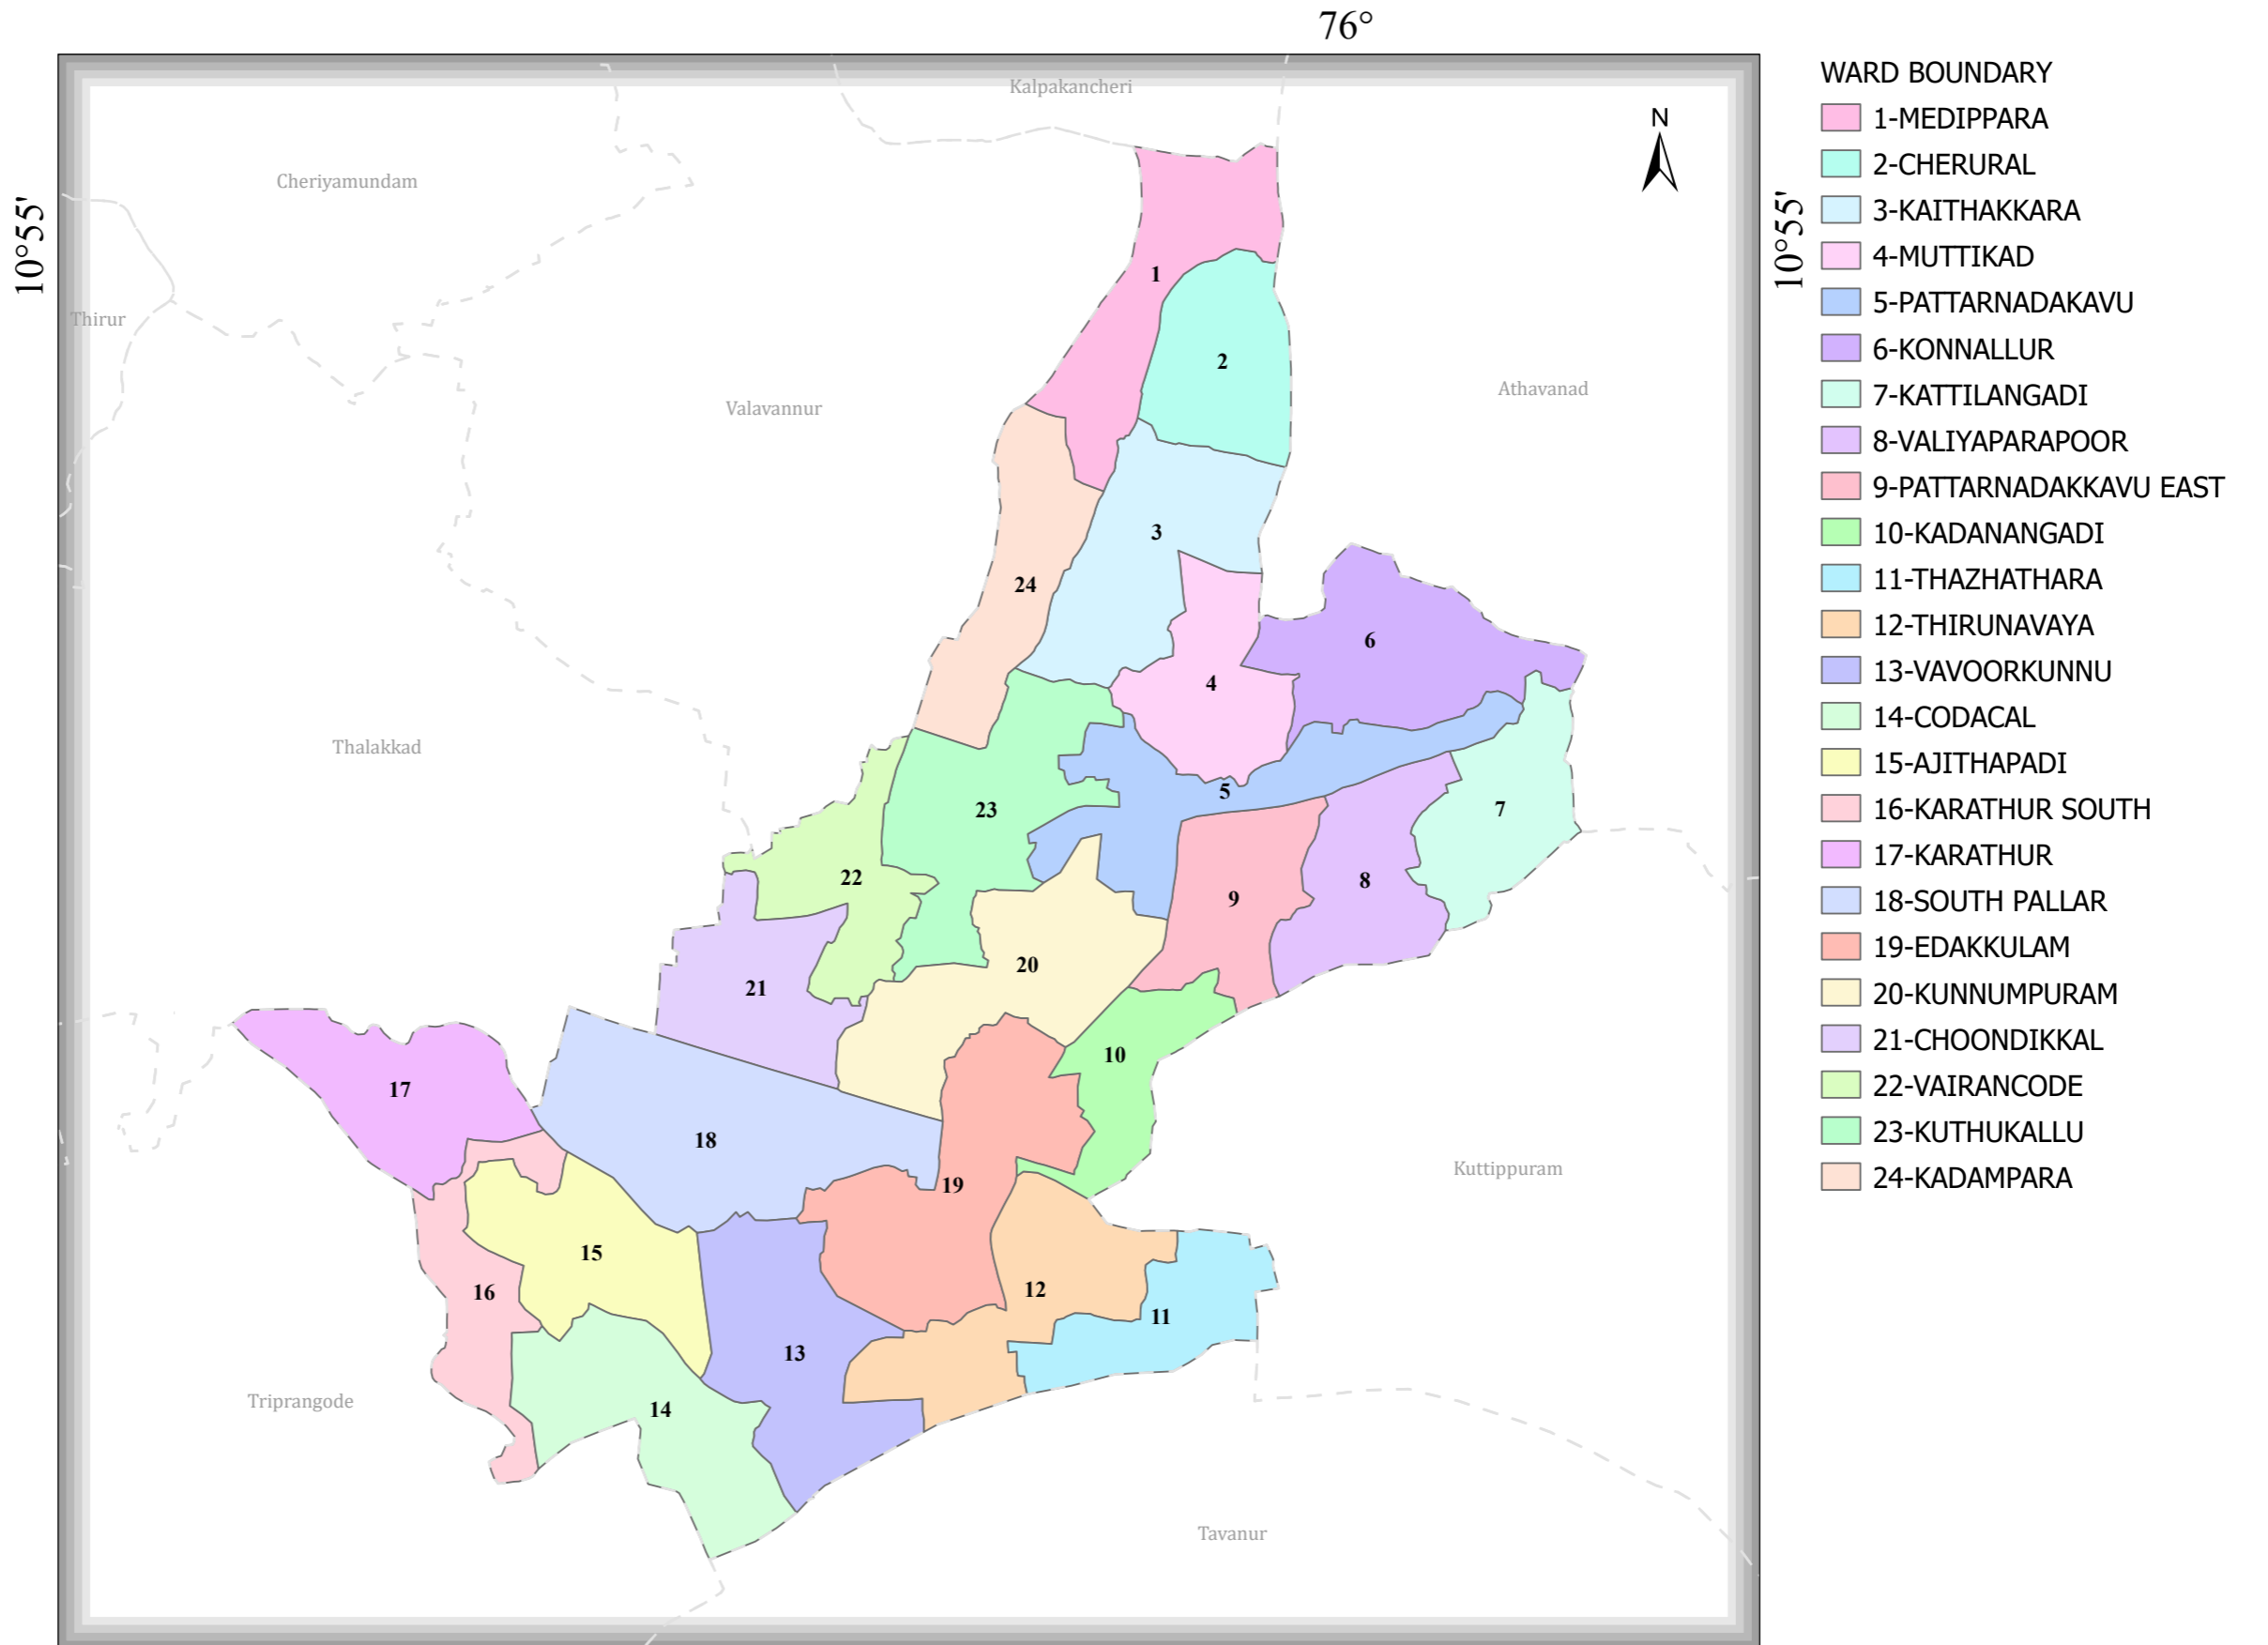 76°
10°55'
10°55'
N
Kalpakancheri
Cheriyamundam
Thirur
Valavannur
Athavanad
Thalakkad
Kuttippuram
Triprangode
Tavanur
1
2
3
24
6
4
5
23
7
22
8
9
20
21
10
17
18
19
15
12
16
11
13
14
WARD BOUNDARY
1-MEDIPPARA
2-CHERURAL
3-KAITHAKKARA
4-MUTTIKAD
5-PATTARNADAKAVU
6-KONNALLUR
7-KATTILANGADI
8-VALIYAPARAPOOR
9-PATTARNADAKKAVU EAST
10-KADANANGADI
11-THAZHATHARA
12-THIRUNAVAYA
13-VAVOORKUNNU
14-CODACAL
15-AJITHAPADI
16-KARATHUR SOUTH
17-KARATHUR
18-SOUTH PALLAR
19-EDAKKULAM
20-KUNNUMPURAM
21-CHOONDIKKAL
22-VAIRANCODE
23-KUTHUKALLU
24-KADAMPARA